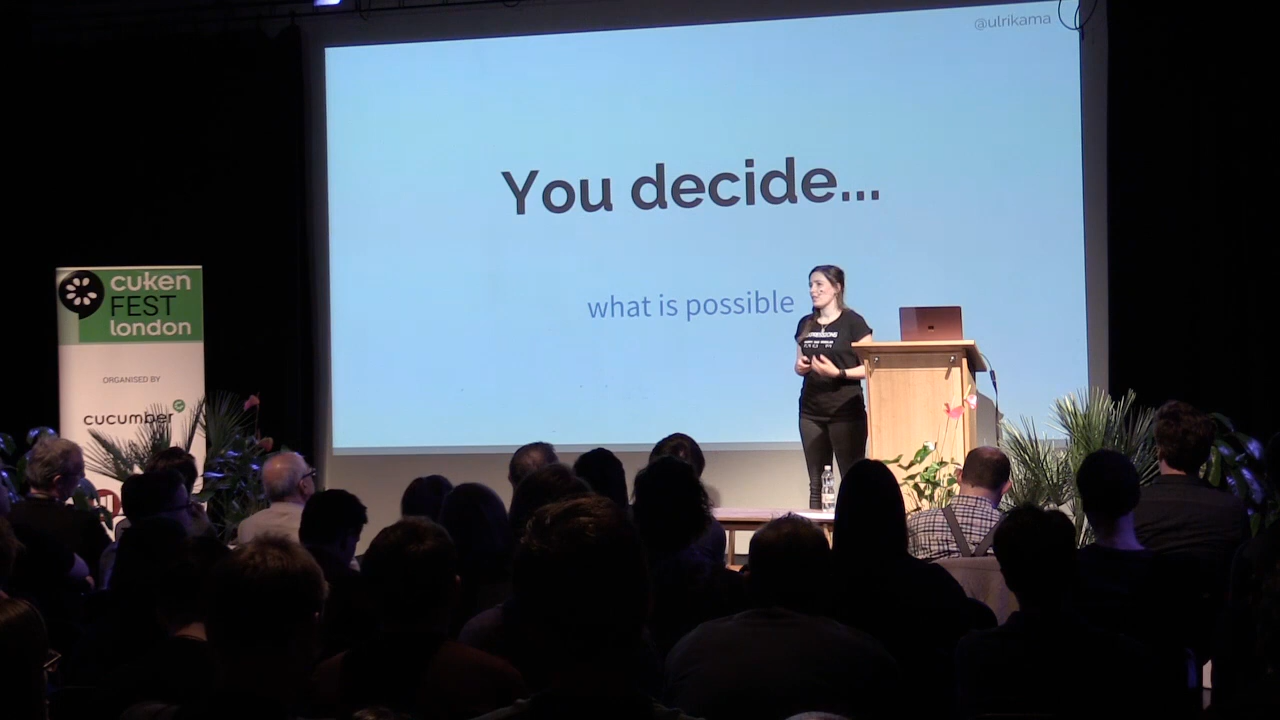 @ulrikama
You decide...
what is possible
cuken
FEST
london
ORGANISED BY
cucumber